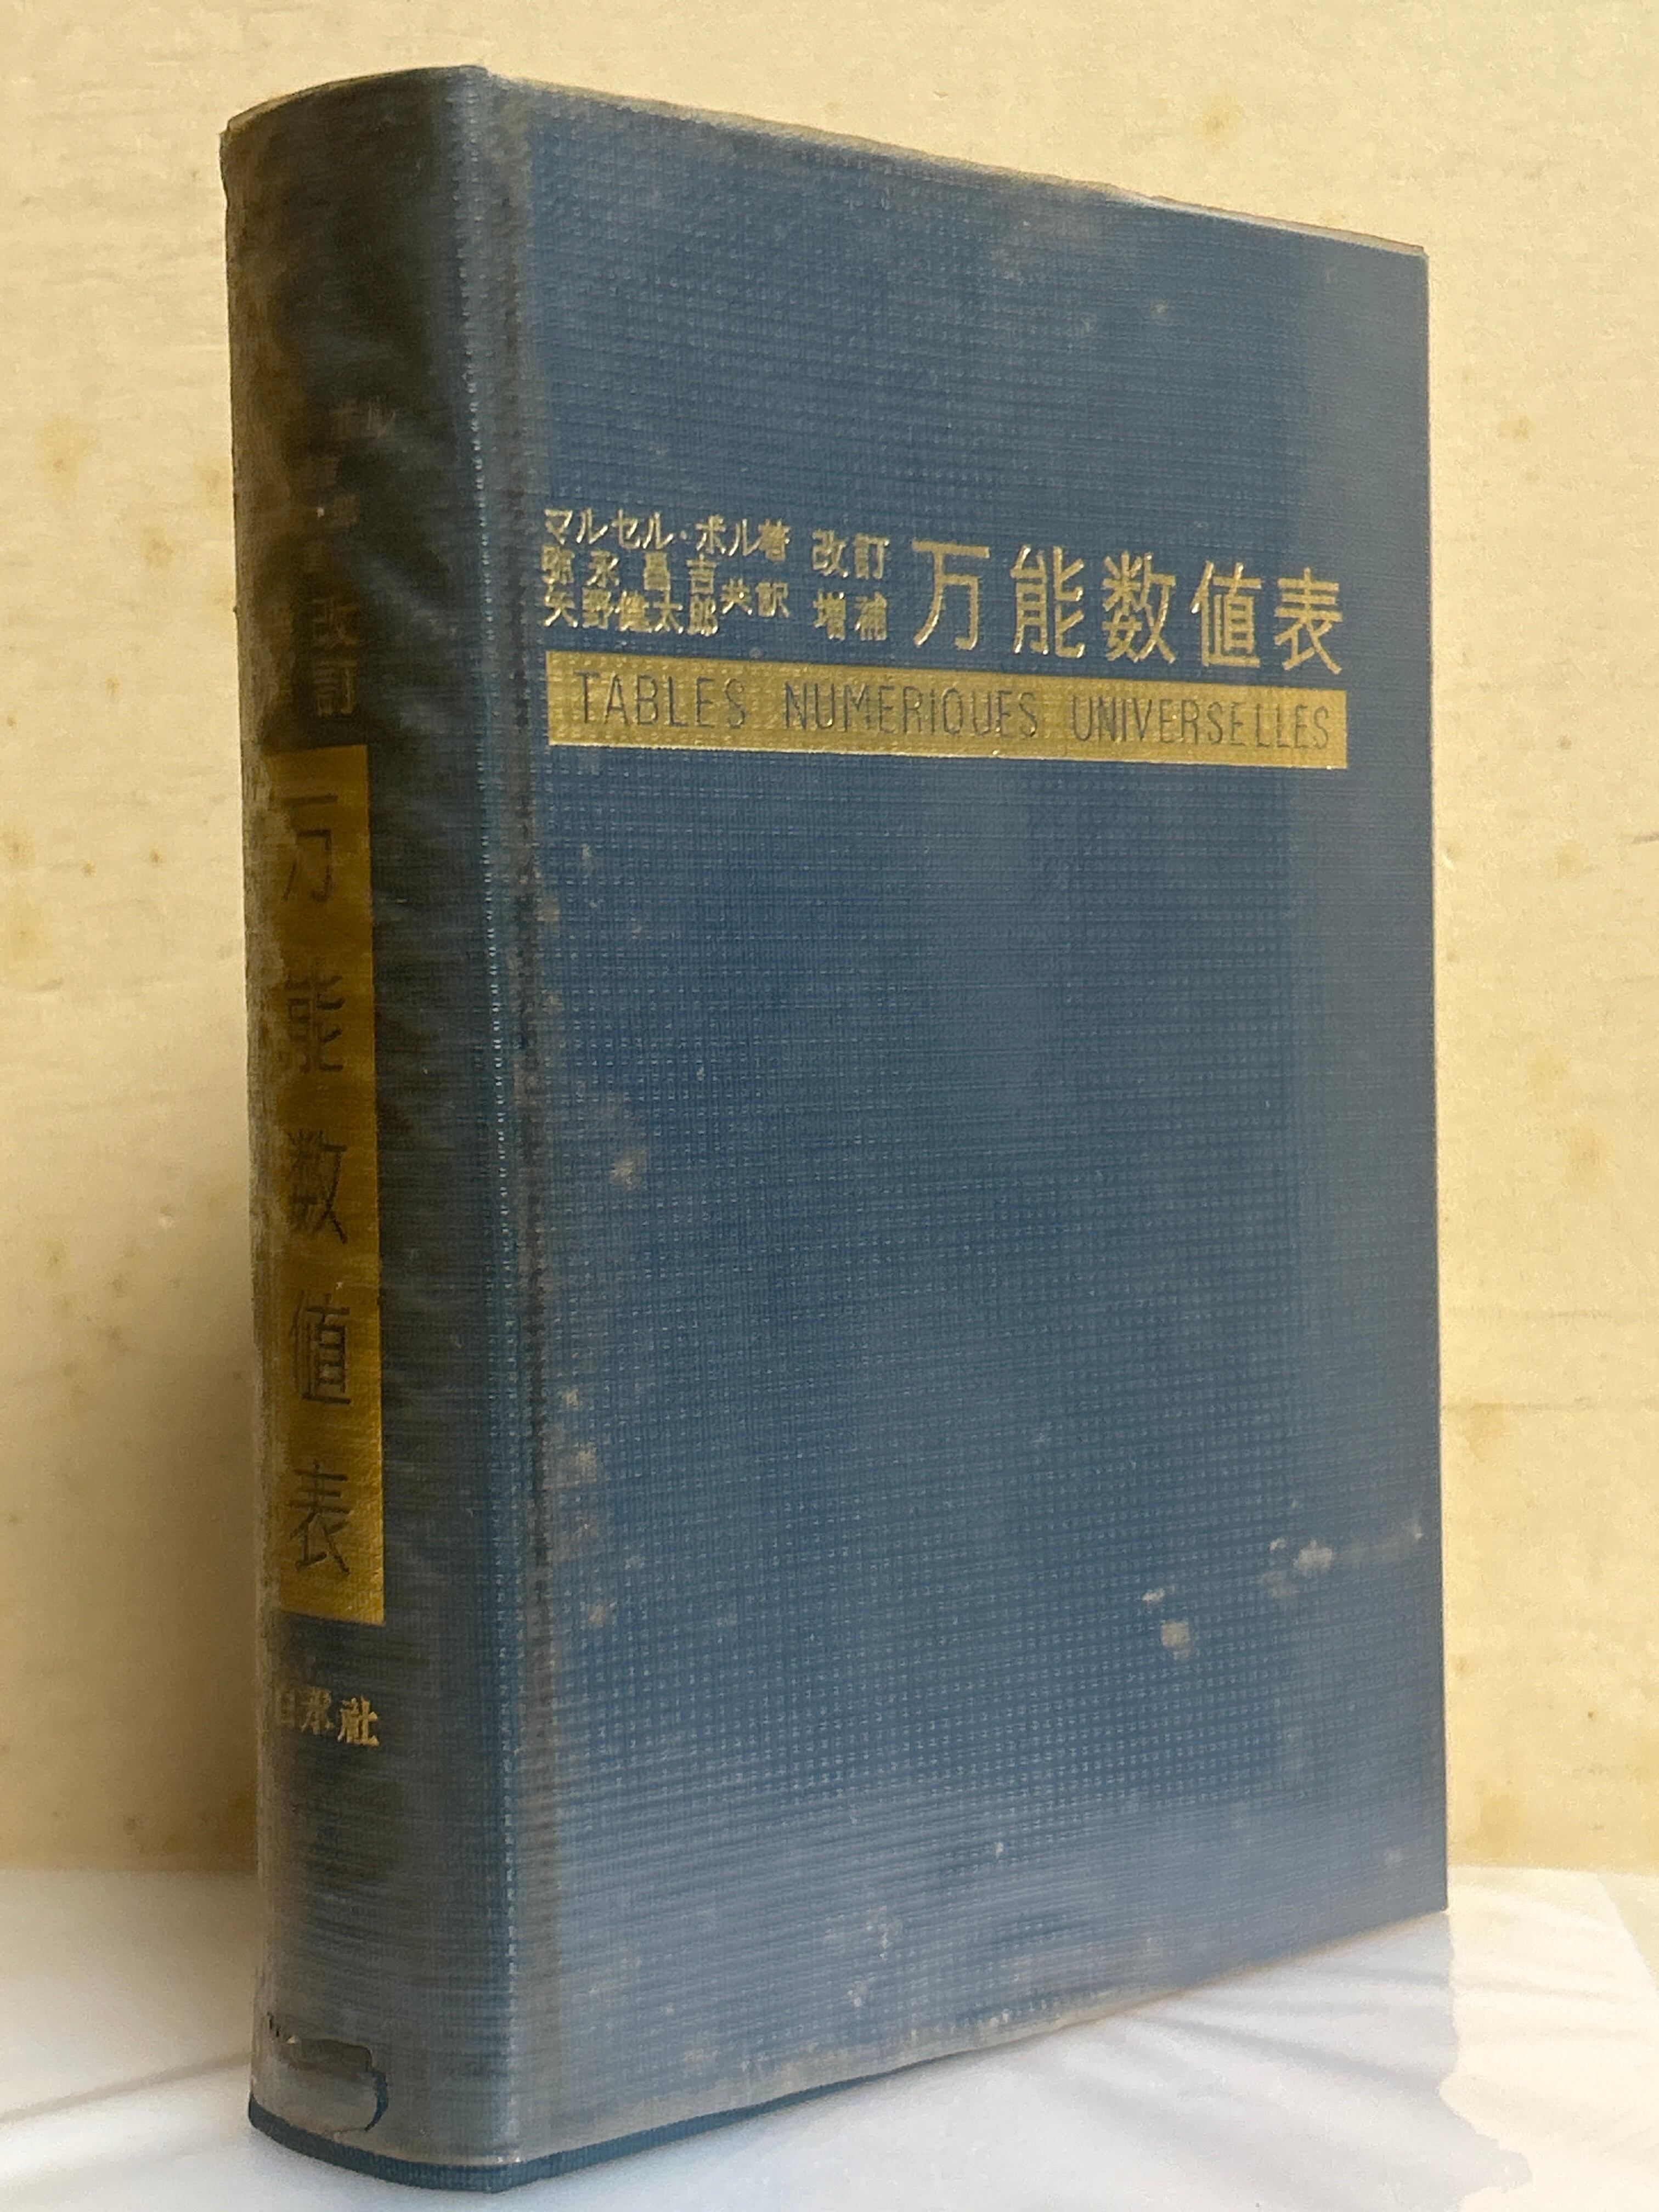 マルセル・ボル著
弥永昌吉
矢野健太郎
共訳
改訂
増補
万能数値表
TABLES NUMÉRIQUES UNIVERSELLES
改訂
万能数値表
白水社